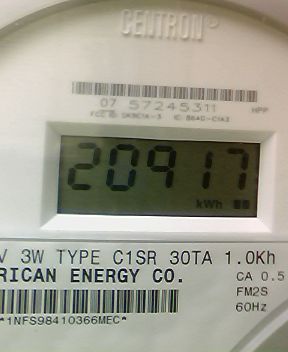 CENTRON
07 57245311 HPP
20917
kWh
V 3W TYPE C1SR 30TA 1.0Kh
RICAN ENERGY CO. CA 0.5
FM2S
*1NFS98410366MEC* 60Hz